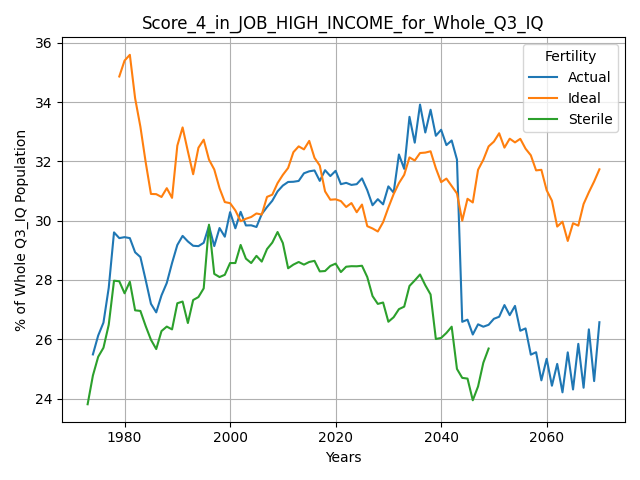 Score_4_in_JOB_HIGH_INCOME_for_Whole_Q3_IQ
% of Whole Q3_IQ Population
36
34
32
30
28
26
24
Fertility
Actual
Ideal
Sterile
1980 2000 2020 2040 2060
Years